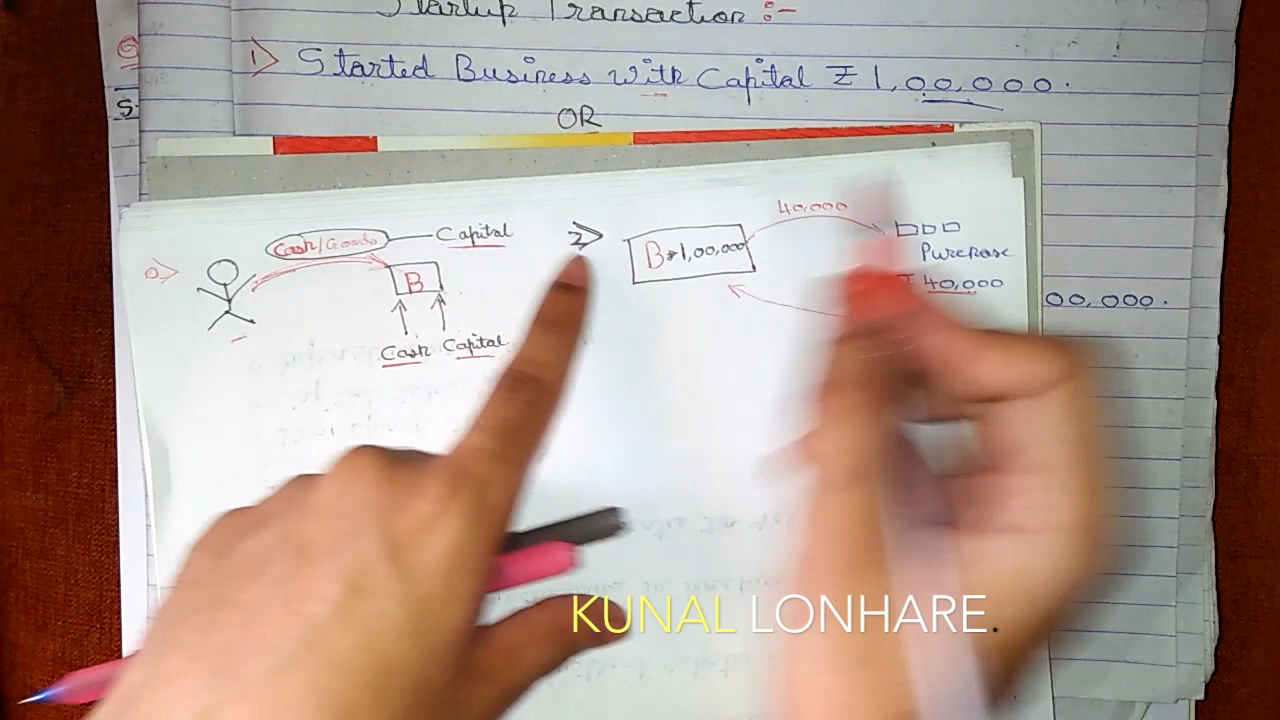 Startup Transaction :-
1> Started Business with Capital ₹ 1,00,000.
OR
Cash/Goods Capital
B
Cash Capital
2> B→1,00,000 40,000
Purchase
₹ 40,000
00,000.
KUNAL LONHARE.